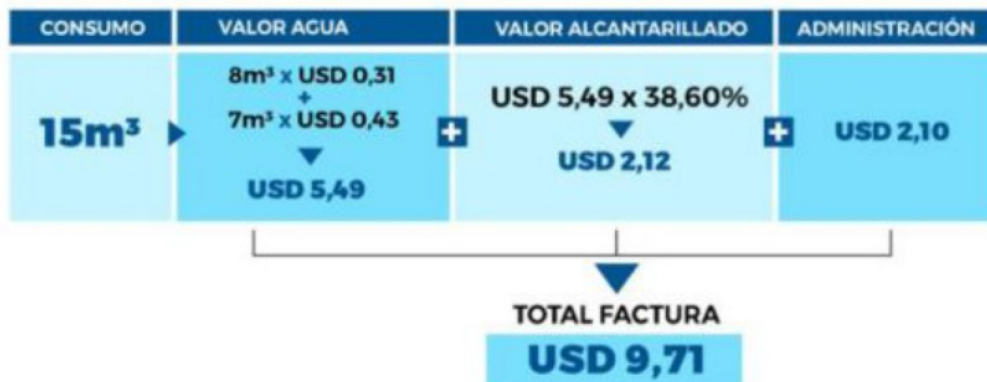 CONSUMO
VALOR AGUA
VALOR ALCANTARILLADO
ADMINISTRACIÓN
15m³
8m³ x USD 0,31
+
7m³ x USD 0,43
USD 5,49
+
USD 5,49 x 38,60%
USD 2,12
+
USD 2,10
TOTAL FACTURA
USD 9,71